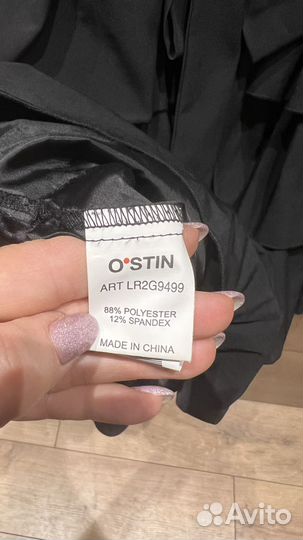 O'STIN
ART LR2G9499
88% POLYESTER
12% SPANDEX
MADE IN CHINA
Avito